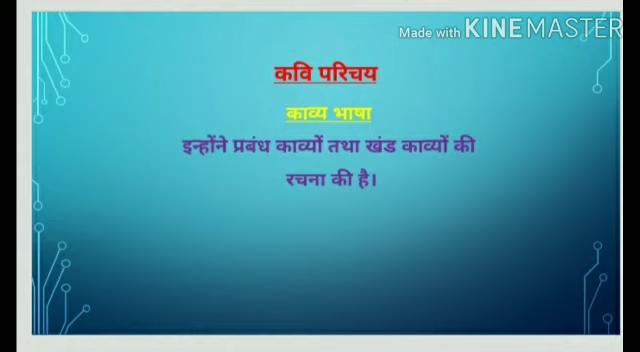 Made with KINEMASTER
कवि परिचय
काव्य भाषा
इन्होंने प्रबंध काव्यों तथा खंड काव्यों की
रचना की है।